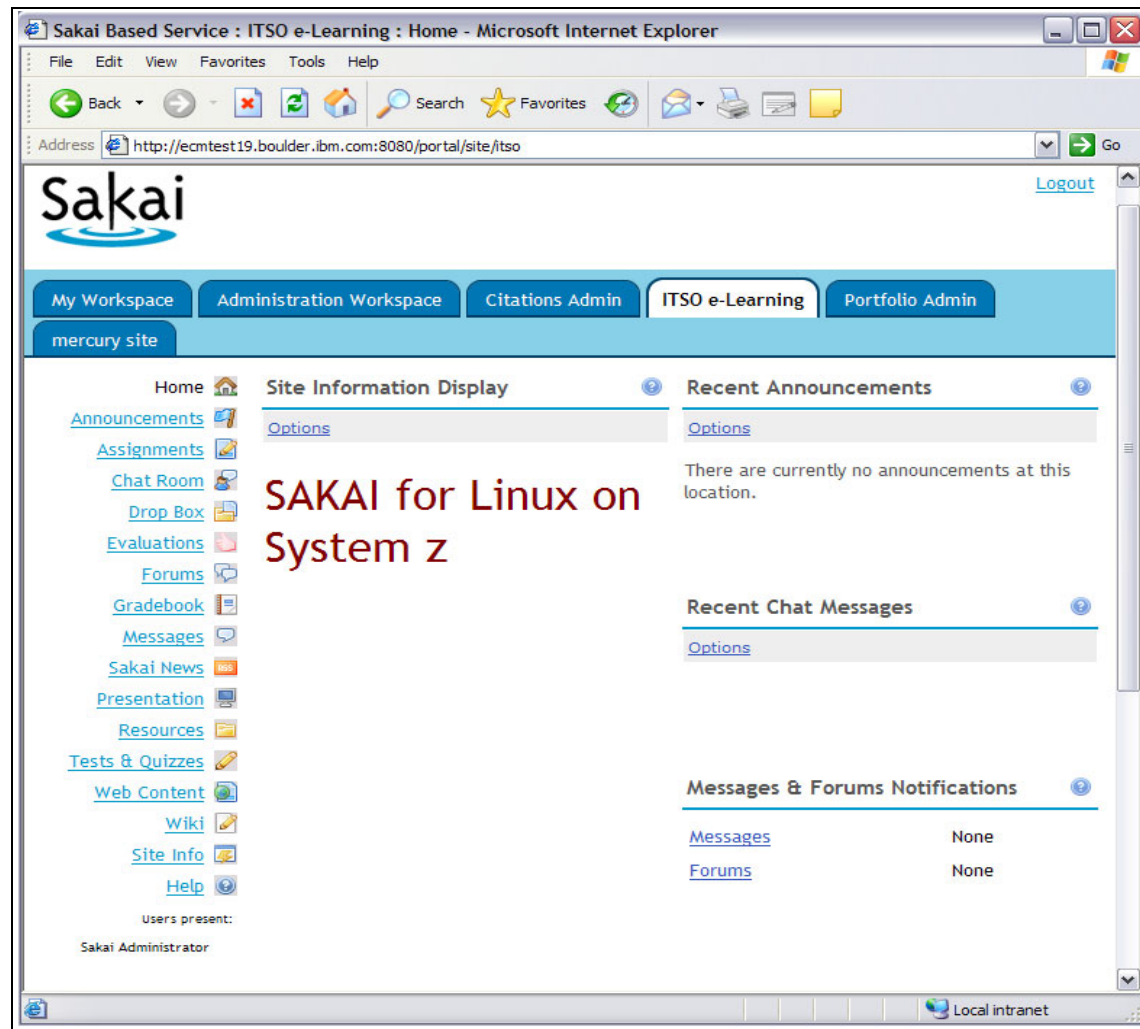 Sakai Based Service : ITSO e-Learning : Home - Microsoft Internet Explorer
File Edit View Favorites Tools Help
Back Search Favorites
Address http://ecmtest19.boulder.ibm.com:8080/portal/site/itso Go
Sakai
Logout
My Workspace Administration Workspace Citations Admin ITSO e-Learning Portfolio Admin
mercury site
Home
Announcements
Assignments
Chat Room
Drop Box
Evaluations
Forums
Gradebook
Messages
Sakai News RSS
Presentation
Resources
Tests & Quizzes
Web Content
Wiki
Site Info
Help
Users present:
Sakai Administrator
Site Information Display
Options
SAKAI for Linux on
System z
Recent Announcements
Options
There are currently no announcements at this
location.
Recent Chat Messages
Options
Messages & Forums Notifications
Messages None
Forums None
Local intranet